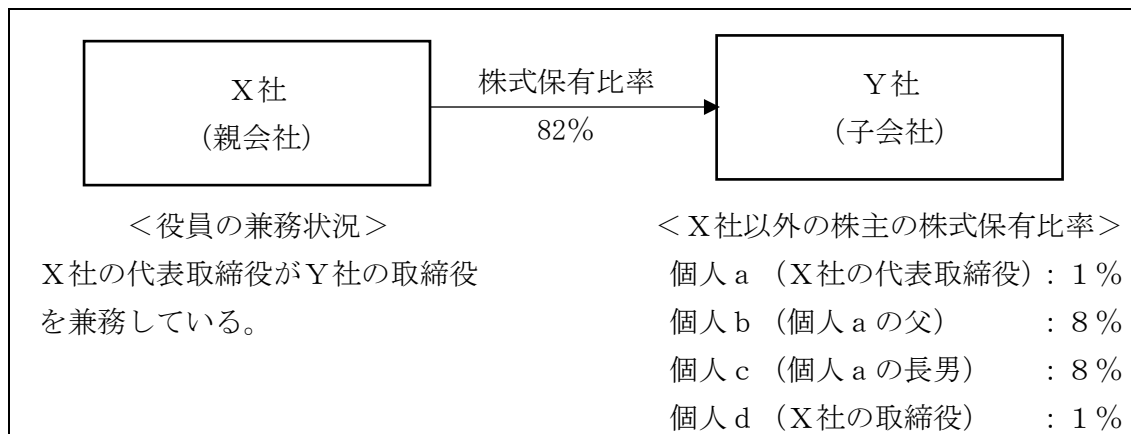 X社
(親会社)
株式保有比率
82%
Y社
(子会社)
<役員の兼務状況>
X社の代表取締役がY社の取締役
を兼務している。
<X社以外の株主の株式保有比率>
個人a (X社の代表取締役):1%
個人b (個人aの父) :8%
個人c (個人aの長男) :8%
個人d (X社の取締役) :1%